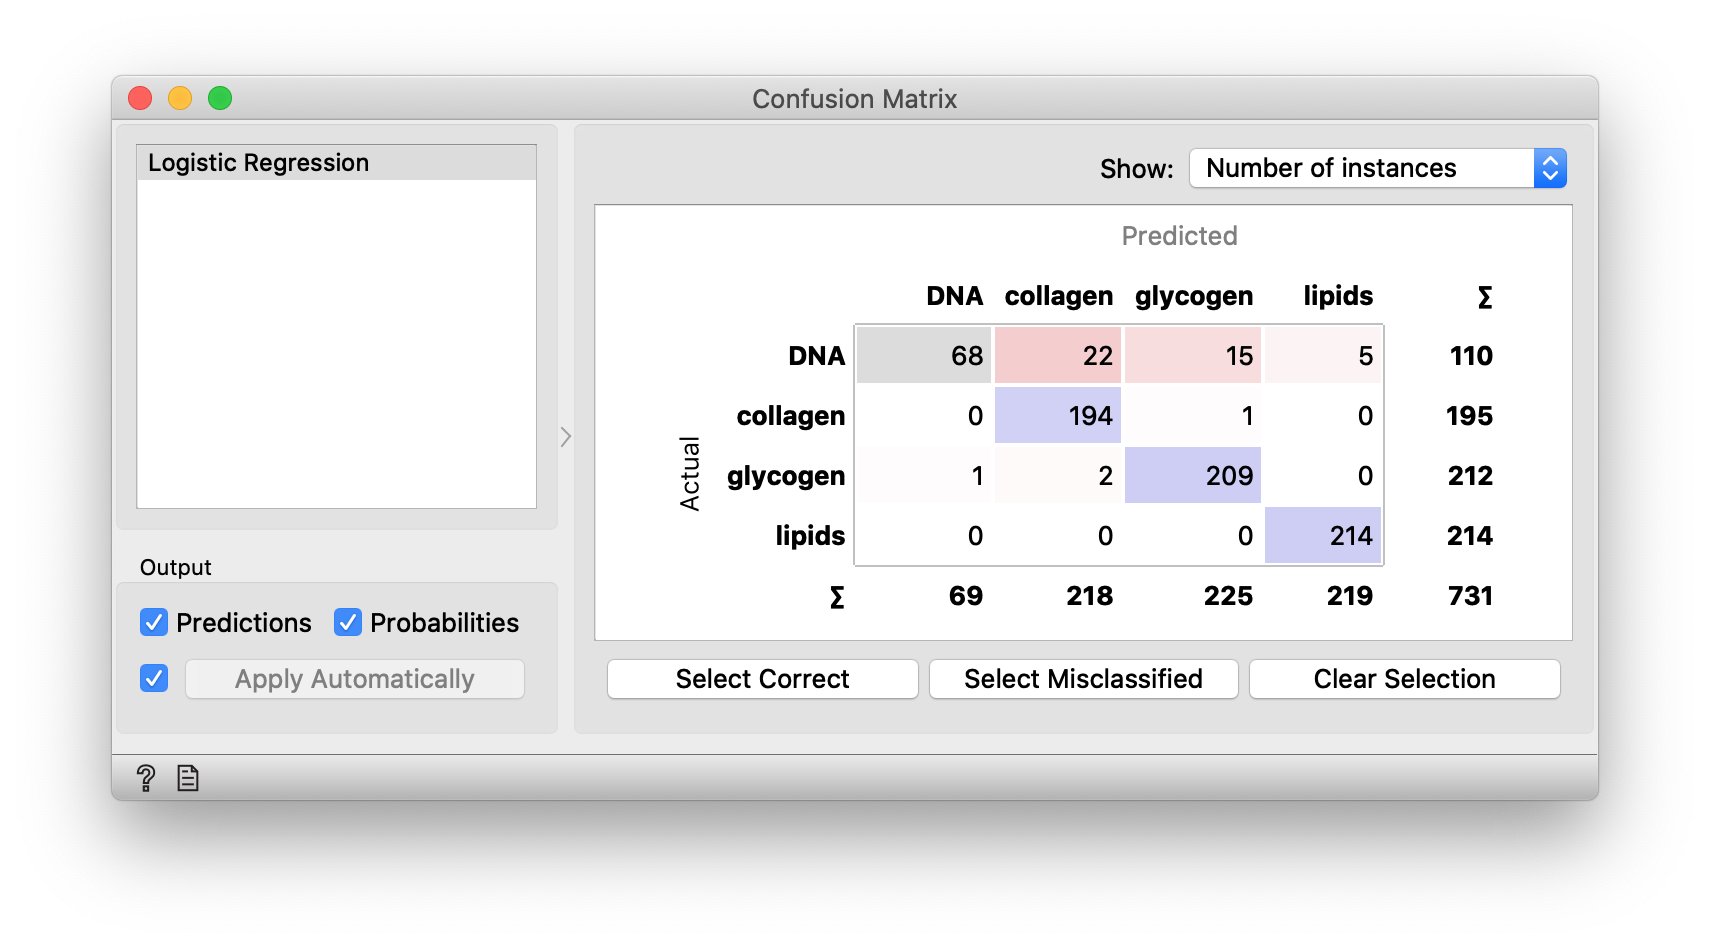 Confusion Matrix
Logistic Regression
Show: Number of instances
Predicted
DNA collagen glycogen lipids Σ
DNA 68 22 15 5 110
collagen 0 194 1 0 195
Actual
glycogen 1 2 209 0 212
lipids 0 0 0 214 214
Σ 69 218 225 219 731
Output
Predictions Probabilities
Apply Automatically
Select Correct Select Misclassified Clear Selection
?